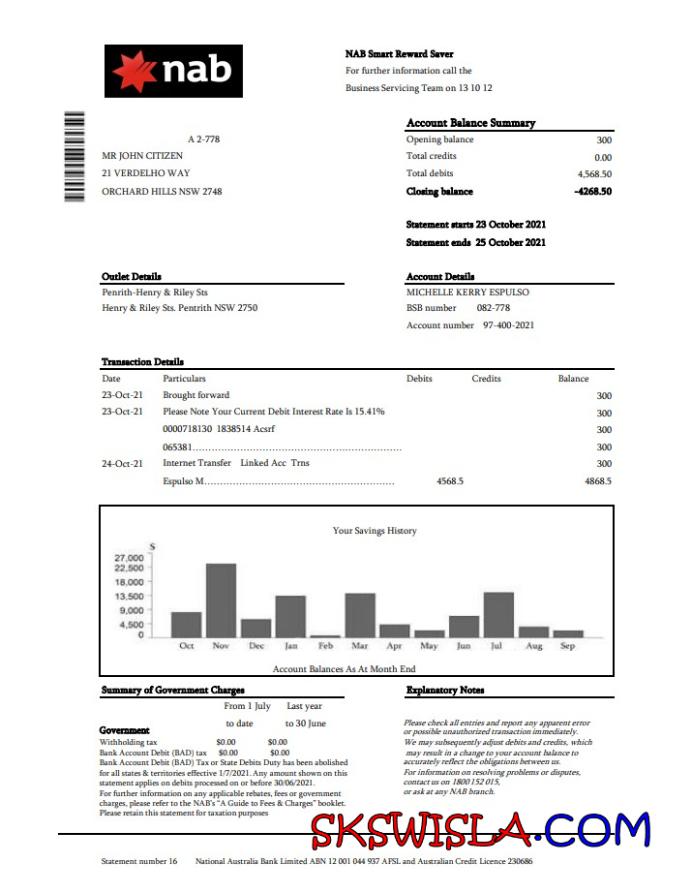 nab
NAB Smart Reward Saver
For further information call the
Business Servicing Team on 13 10 12
Account Balance Summary
Opening balance 300
Total credits 0.00
Total debits 4,568.50
Closing balance -4268.50
A 2-778
MR JOHN CITIZEN
21 VERDELHO WAY
ORCHARD HILLS NSW 2748
Statement starts 23 October 2021
Statement ends 25 October 2021
Outlet Details
Penrith-Henry & Riley Sts
Henry & Riley Sts. Pentrith NSW 2750
Account Details
MICHELLE KERRY ESPULSO
BSB number 082-778
Account number 97-400-2021
Transaction Details
Date Particulars Debits Credits Balance
23-Oct-21 Brought forward 300
23-Oct-21 Please Note Your Current Debit Interest Rate Is 15.41% 300
0000718130 1838514 Acsrf 300
065381.......................................................... 300
24-Oct-21 Internet Transfer Linked Acc Trns 300
Espulso M..................................................... 4568.5 4868.5
Your Savings History
$
27,000
22,500
18,000
13,500
9,000
4,500
0
Oct Nov Dec Jan Feb Mar Apr May Jun Jul Aug Sep
Account Balances As At Month End
Summary of Government Charges
From 1 July Last year
to date to 30 June
Government
Withholding tax $0.00 $0.00
Bank Account Debit (BAD) tax $0.00 $0.00
Bank Account Debit (BAD) Tax or State Debits Duty has been abolished
for all states & territories effective 1/7/2021. Any amount shown on this
statement applies on debits processed on or before 30/06/2021.
For further information on any applicable rebates, fees or government
charges, please refer to the NAB's "A Guide to Fees & Charges" booklet.
Please retain this statement for taxation purposes
Explanatory Notes
Please check all entries and report any apparent error
or possible unauthorized transaction immediately.
We may subsequently adjust debits and credits, which
may result in a change to your account balance to
accurately reflect the obligations between us.
For information on resolving problems or disputes,
contact us on 1800 152 015,
or ask at any NAB branch.
SKSWISLA.COM
Statement number 16 National Australia Bank Limited ABN 12 001 044 937 AFSL and Australian Credit Licence 230686